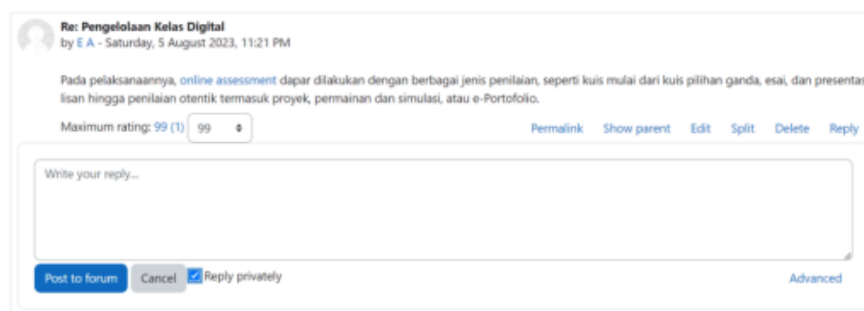 Re: Pengelolaan Kelas Digital
by E A - Saturday, 5 August 2023, 11:21 PM
Pada pelaksanaannya, online assessment dapar dilakukan dengan berbagai jenis penilaian, seperti kuis mulai dari kuis pilihan ganda, esai, dan presentas
lisan hingga penilaian otentik termasuk proyek, permainan dan simulasi, atau e-Portofolio.
Maximum rating: 99 (1) 99 Permalink Show parent Edit Split Delete Reply
Write your reply...
Post to forum Cancel Reply privately Advanced